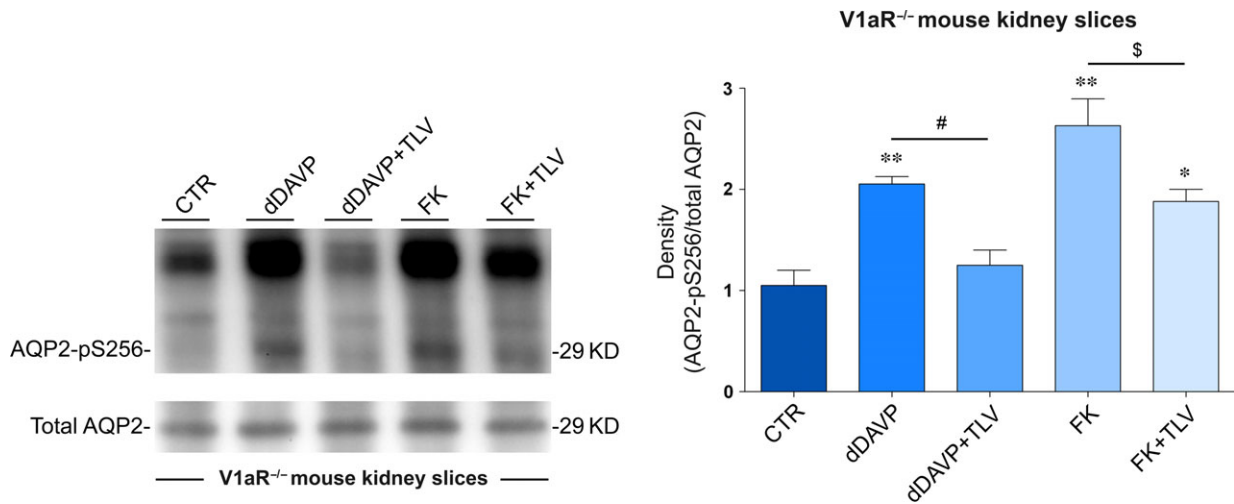 CTR
dDAVP
dDAVP+TLV
FK
FK+TLV
AQP2-pS256-
-29 KD
Total AQP2-
-29 KD
V1aR–/– mouse kidney slices
V1aR–/– mouse kidney slices
Density
(AQP2-pS256/total AQP2)
3
2
1
0
**
#
**
$
*
CTR
dDAVP
dDAVP+TLV
FK
FK+TLV